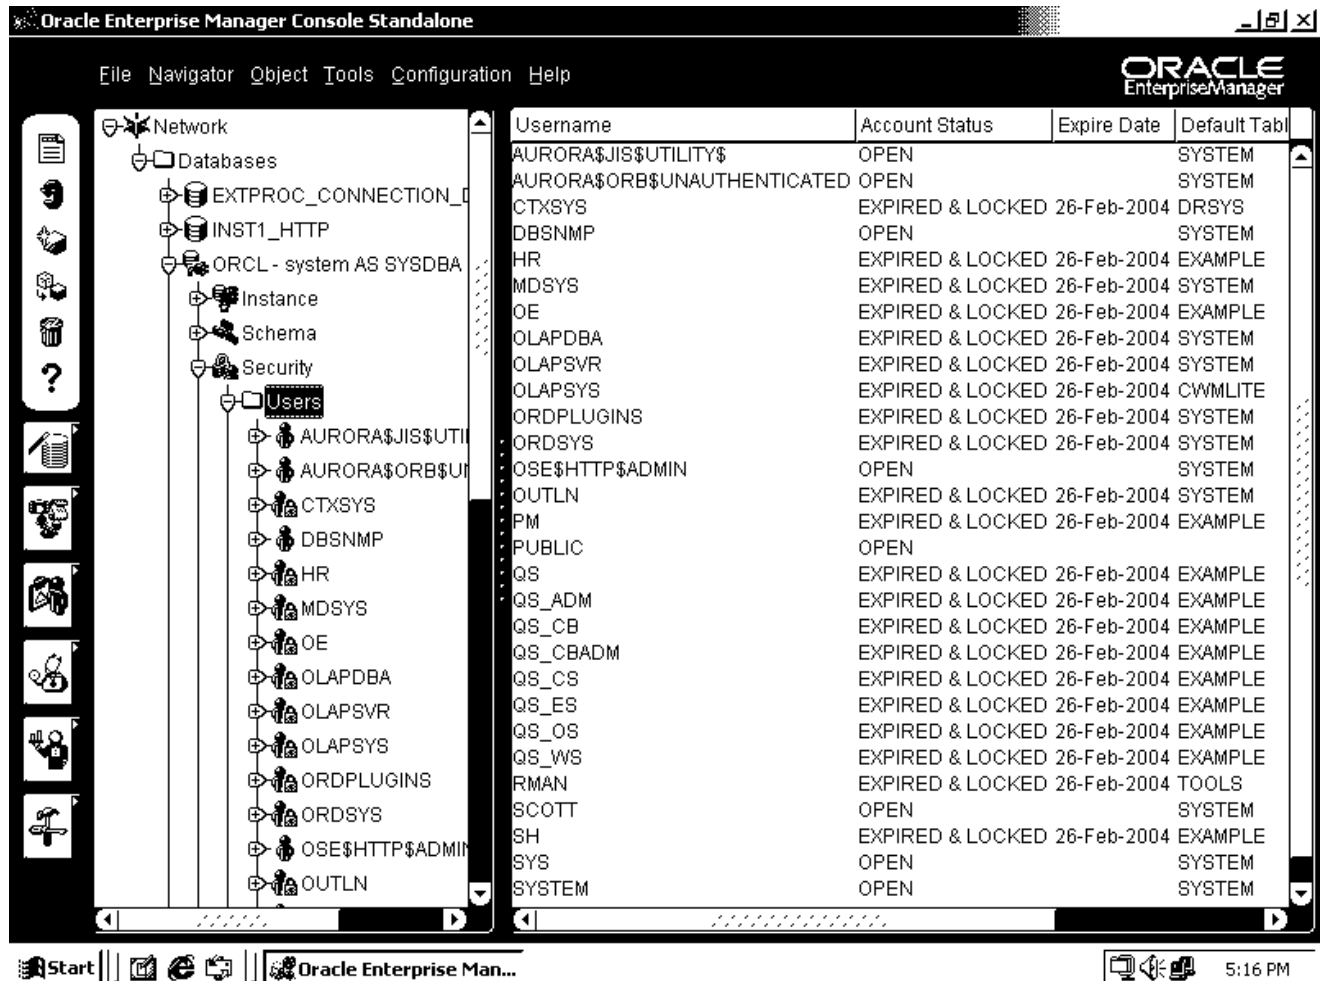 Oracle Enterprise Manager Console Standalone
File Navigator Object Tools Configuration Help
ORACLE
EnterpriseManager
Network
Databases
EXTPROC_CONNECTION_
INST1_HTTP
ORCL - system AS SYSDBA
Instance
Schema
Security
Users
AURORA$JIS$UTI
AURORA$ORB$U
CTXSYS
DBSNMP
HR
MDSYS
OE
OLAPDBA
OLAPSVR
OLAPSYS
ORDPLUGINS
ORDSYS
OSE$HTTP$ADMI
OUTLN
Username Account Status Expire Date Default Tabl
AURORA$JIS$UTILITY$ OPEN SYSTEM
AURORA$ORB$UNAUTHENTICATED OPEN SYSTEM
CTXSYS EXPIRED & LOCKED 26-Feb-2004 DRSYS
DBSNMP OPEN SYSTEM
HR EXPIRED & LOCKED 26-Feb-2004 EXAMPLE
MDSYS EXPIRED & LOCKED 26-Feb-2004 SYSTEM
OE EXPIRED & LOCKED 26-Feb-2004 EXAMPLE
OLAPDBA EXPIRED & LOCKED 26-Feb-2004 SYSTEM
OLAPSVR EXPIRED & LOCKED 26-Feb-2004 SYSTEM
OLAPSYS EXPIRED & LOCKED 26-Feb-2004 CWMLITE
ORDPLUGINS EXPIRED & LOCKED 26-Feb-2004 SYSTEM
ORDSYS EXPIRED & LOCKED 26-Feb-2004 SYSTEM
OSE$HTTP$ADMIN OPEN SYSTEM
OUTLN EXPIRED & LOCKED 26-Feb-2004 SYSTEM
PM EXPIRED & LOCKED 26-Feb-2004 EXAMPLE
PUBLIC OPEN
QS EXPIRED & LOCKED 26-Feb-2004 EXAMPLE
QS_ADM EXPIRED & LOCKED 26-Feb-2004 EXAMPLE
QS_CB EXPIRED & LOCKED 26-Feb-2004 EXAMPLE
QS_CBADM EXPIRED & LOCKED 26-Feb-2004 EXAMPLE
QS_CS EXPIRED & LOCKED 26-Feb-2004 EXAMPLE
QS_ES EXPIRED & LOCKED 26-Feb-2004 EXAMPLE
QS_OS EXPIRED & LOCKED 26-Feb-2004 EXAMPLE
QS_WS EXPIRED & LOCKED 26-Feb-2004 EXAMPLE
RMAN EXPIRED & LOCKED 26-Feb-2004 TOOLS
SCOTT OPEN SYSTEM
SH EXPIRED & LOCKED 26-Feb-2004 EXAMPLE
SYS OPEN SYSTEM
SYSTEM OPEN SYSTEM
Start Oracle Enterprise Man... 5:16 PM